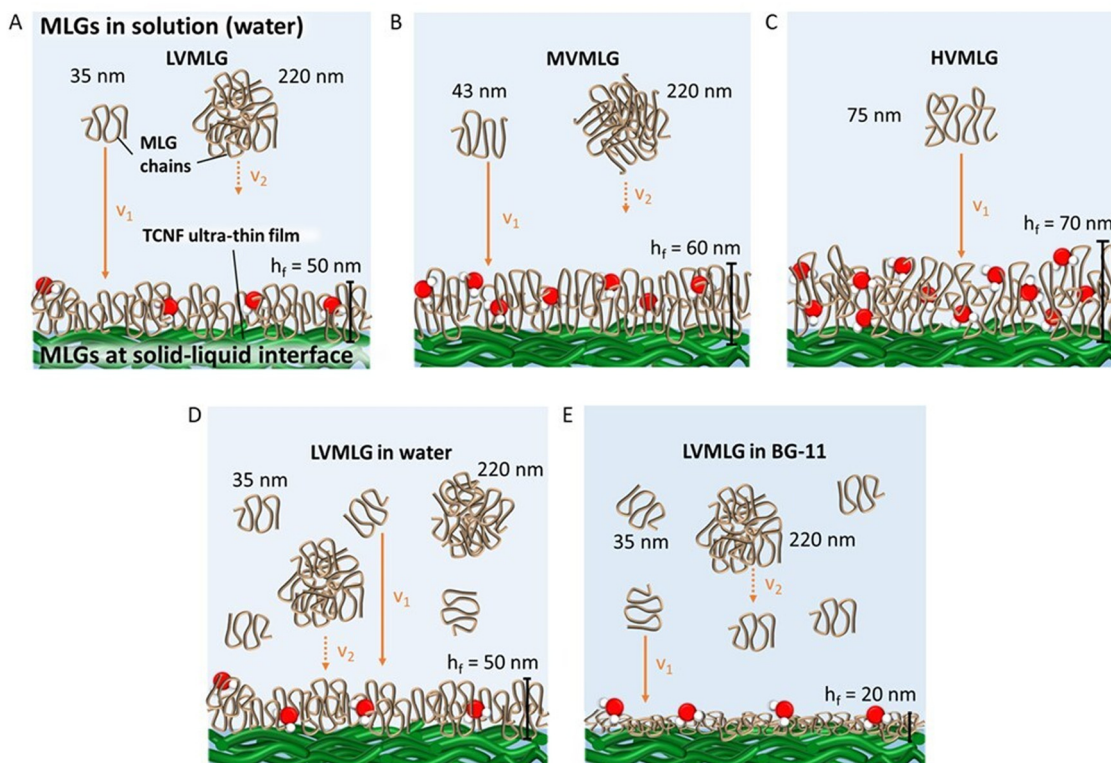 A
MLGs in solution (water)
LVMLG
35 nm
220 nm
MLG
chains
v₁
v₂
TCNF ultra-thin film
hf = 50 nm
MLGs at solid-liquid interface
B
MVMLG
43 nm
220 nm
v₁
v₂
hf = 60 nm
C
HVMLG
75 nm
v₁
hf = 70 nm
D
LVMLG in water
35 nm
220 nm
v₁
v₂
hf = 50 nm
E
LVMLG in BG-11
35 nm
220 nm
v₂
v₁
hf = 20 nm